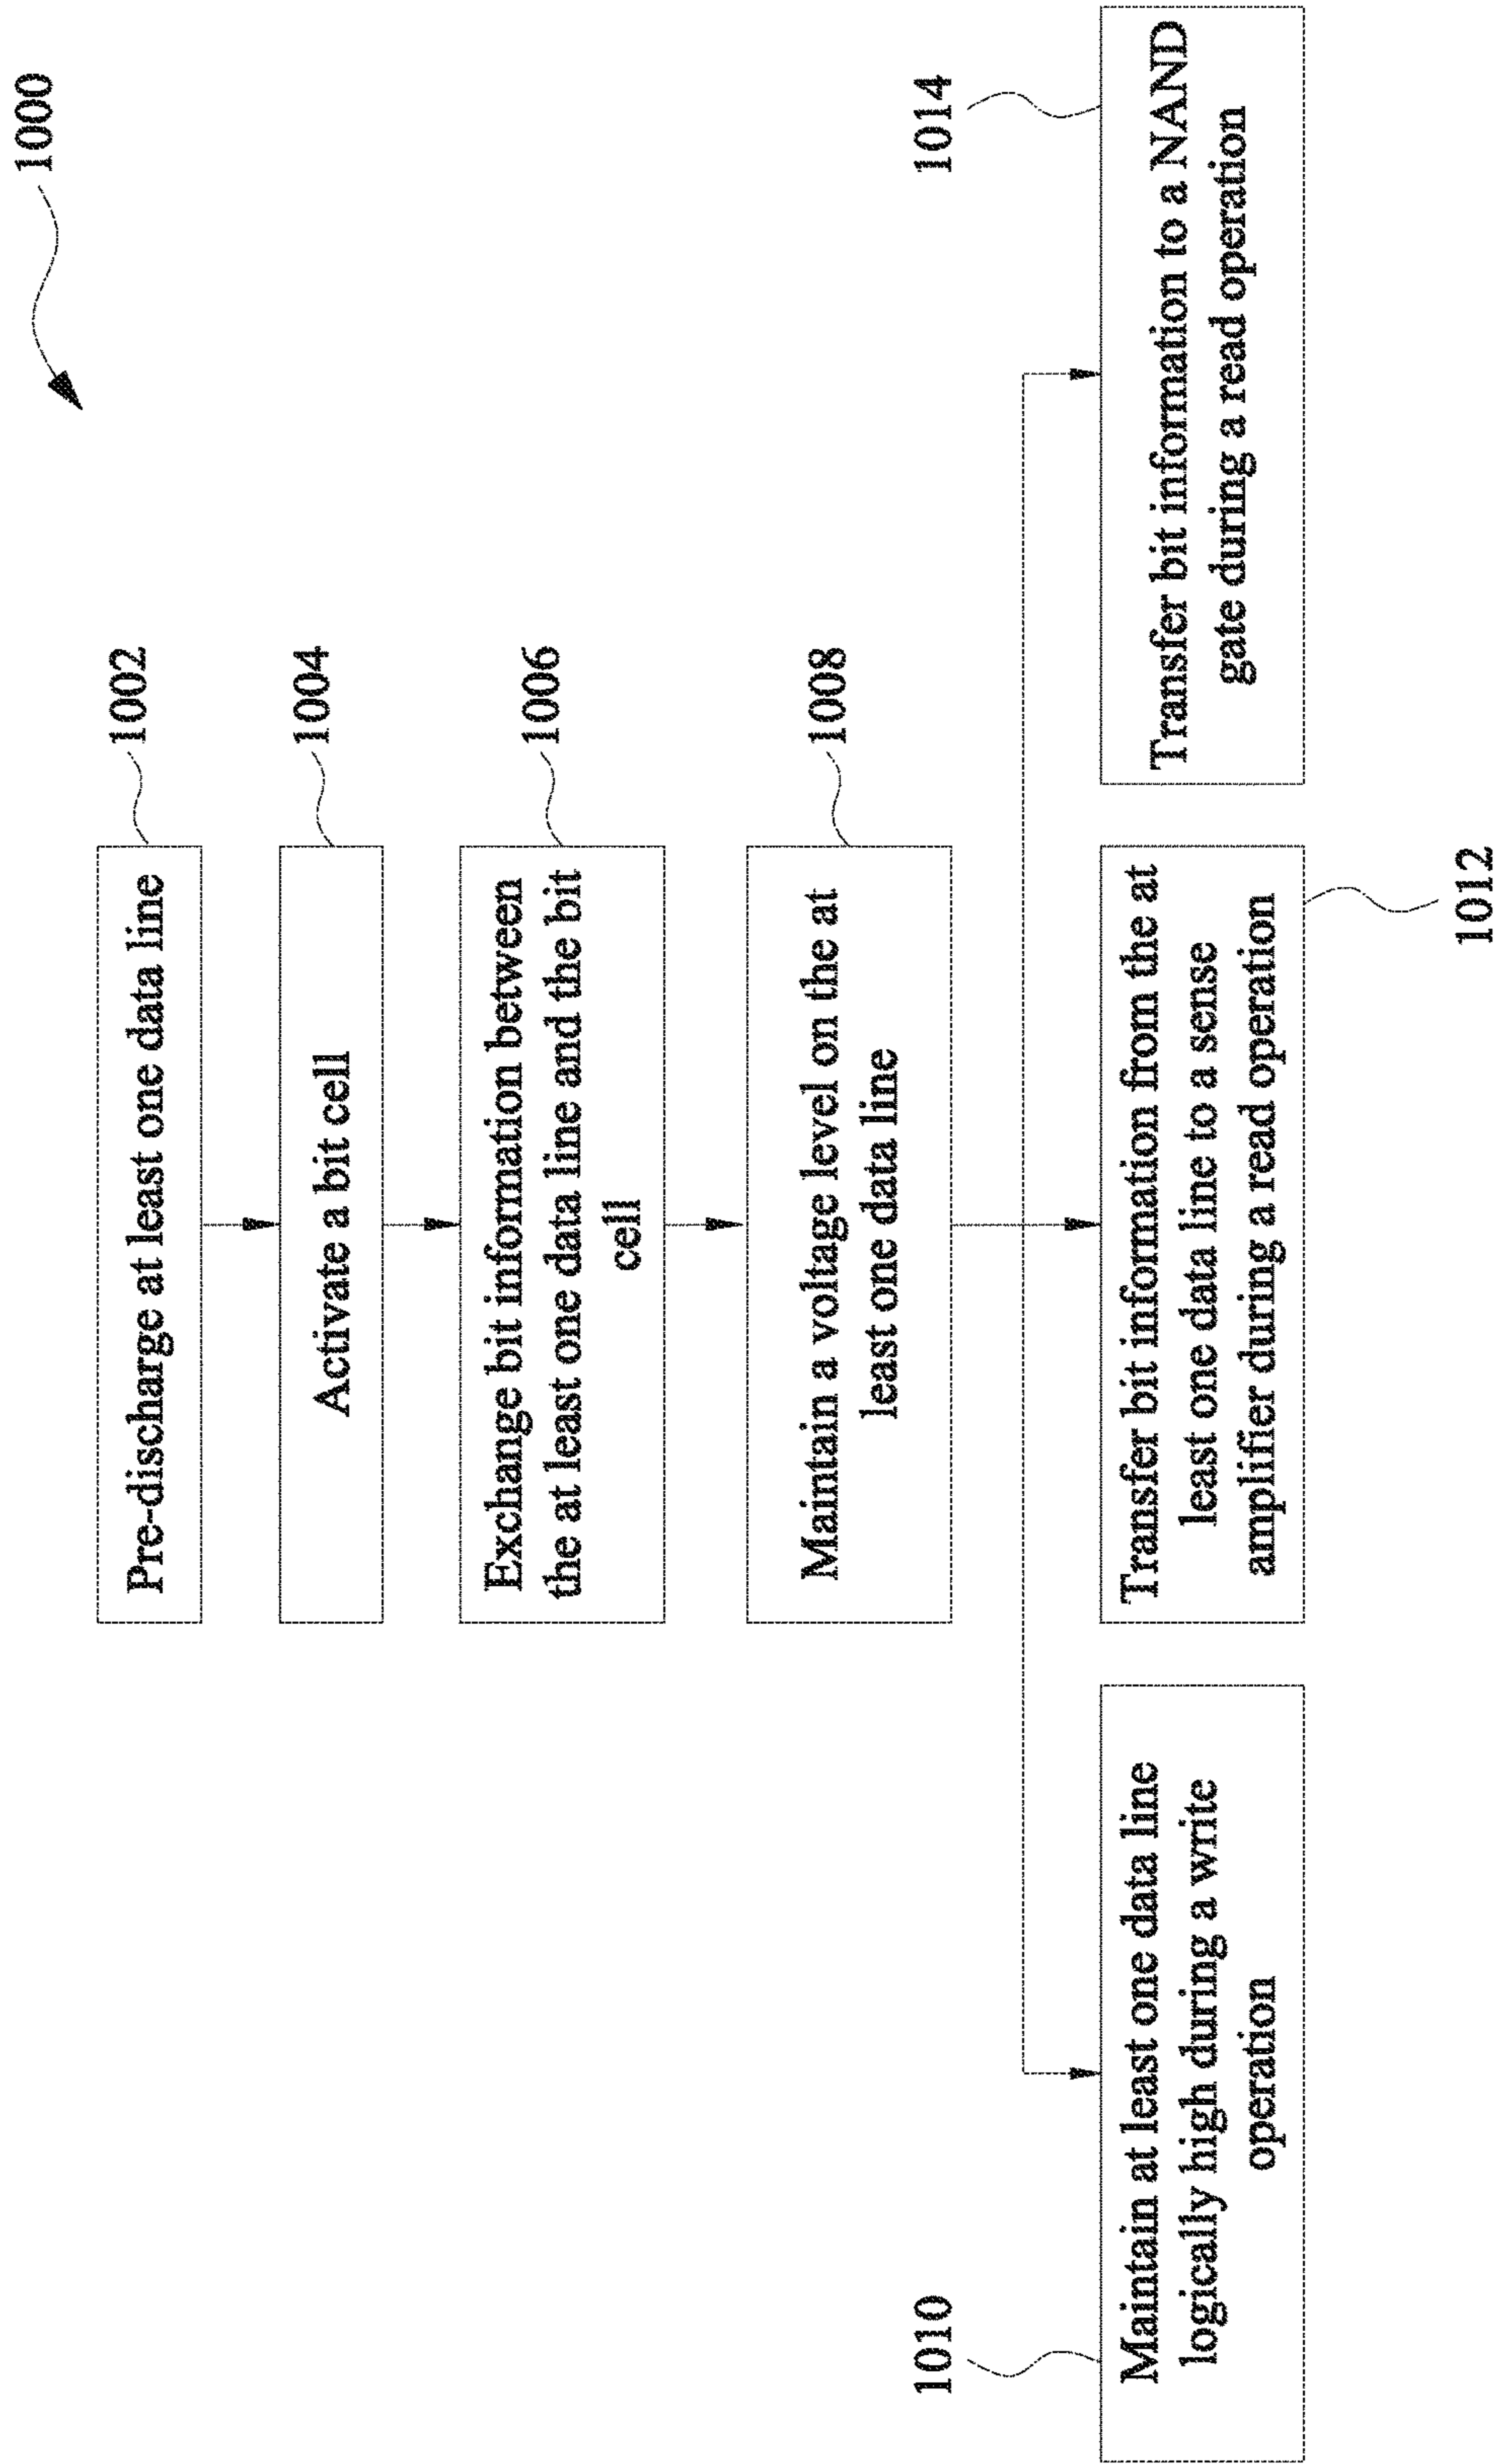 1000
1002
Pre-discharge at least one data line
1004
Activate a bit cell
1006
Exchange bit information between
the at least one data line and the bit
cell
1008
Maintain a voltage level on the at
least one data line
1010
Maintain at least one data line
logically high during a write
operation
Transfer bit information from the at
least one data line to a sense
amplifier during a read operation
1012
1014
Transfer bit information to a NAND
gate during a read operation